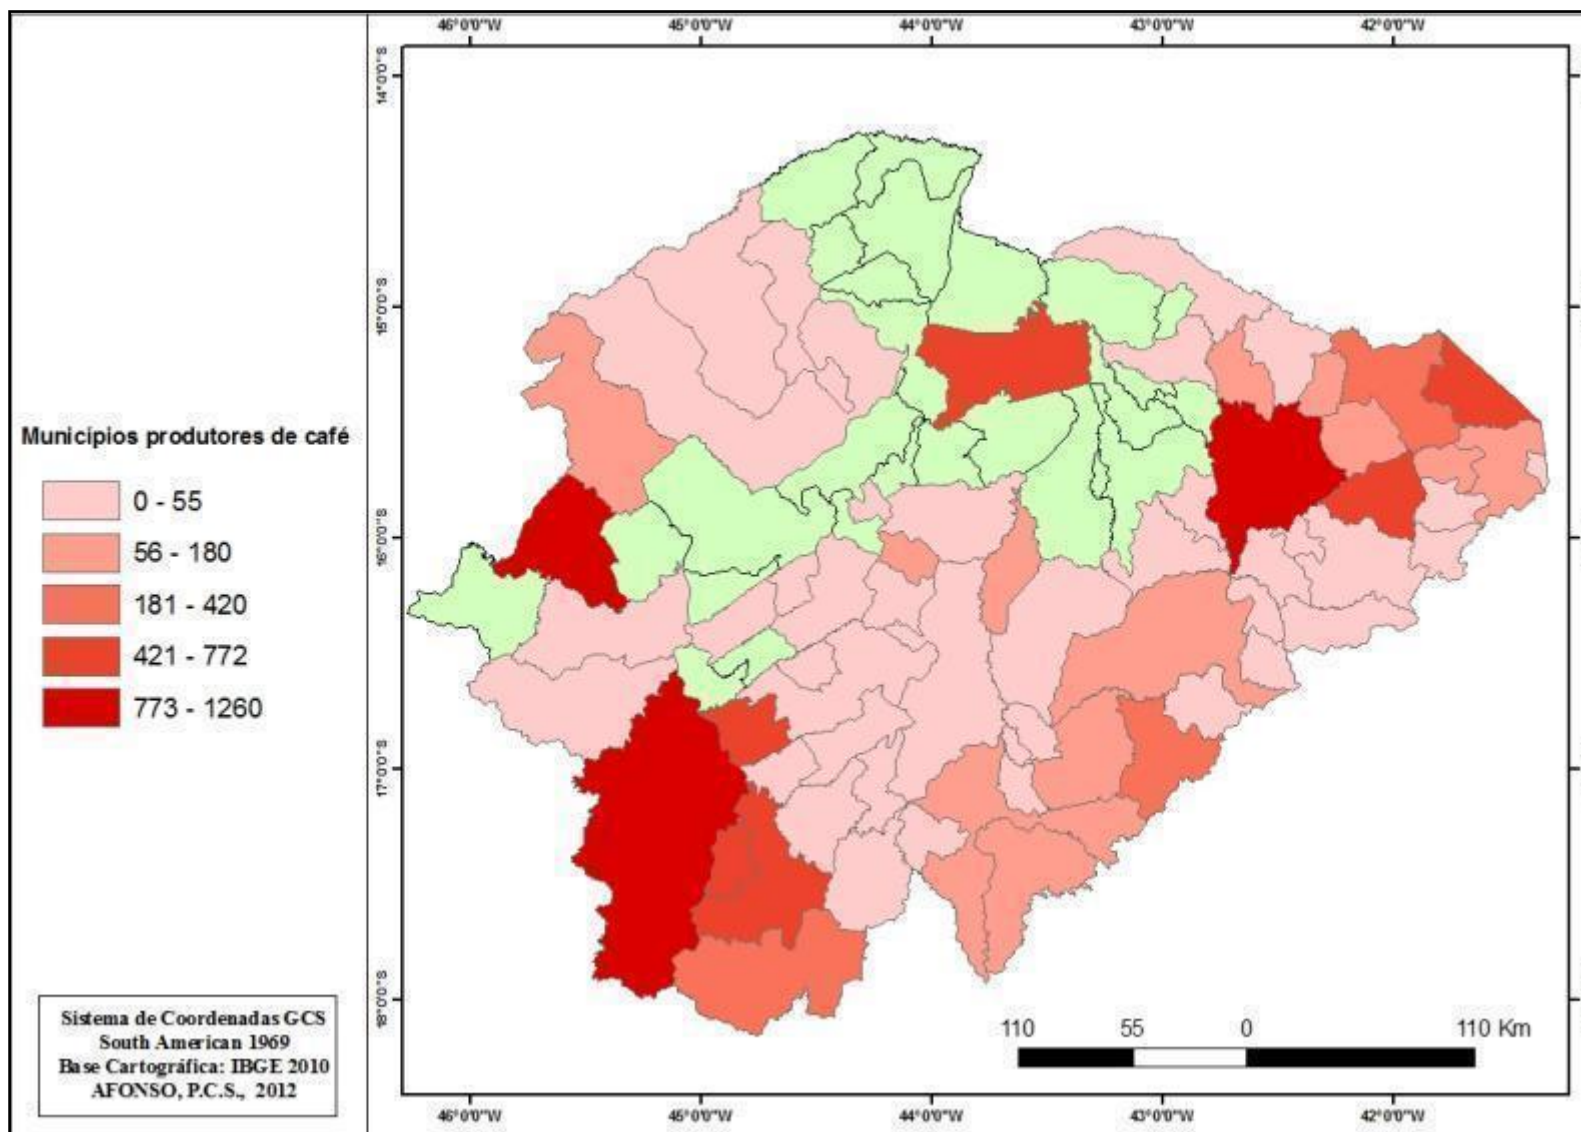 46°0'0"W 45°0'0"W 44°0'0"W 43°0'0"W 42°0'0"W
14°0'0"S
15°0'0"S
16°0'0"S
17°0'0"S
18°0'0"S
Municípios produtores de café
0 - 55
56 - 180
181 - 420
421 - 772
773 - 1260
Sistema de Coordenadas GCS
South American 1969
Base Cartográfica: IBGE 2010
AFONSO, P.C.S., 2012
110 55 0 110 Km
46°0'0"W 45°0'0"W 44°0'0"W 43°0'0"W 42°0'0"W